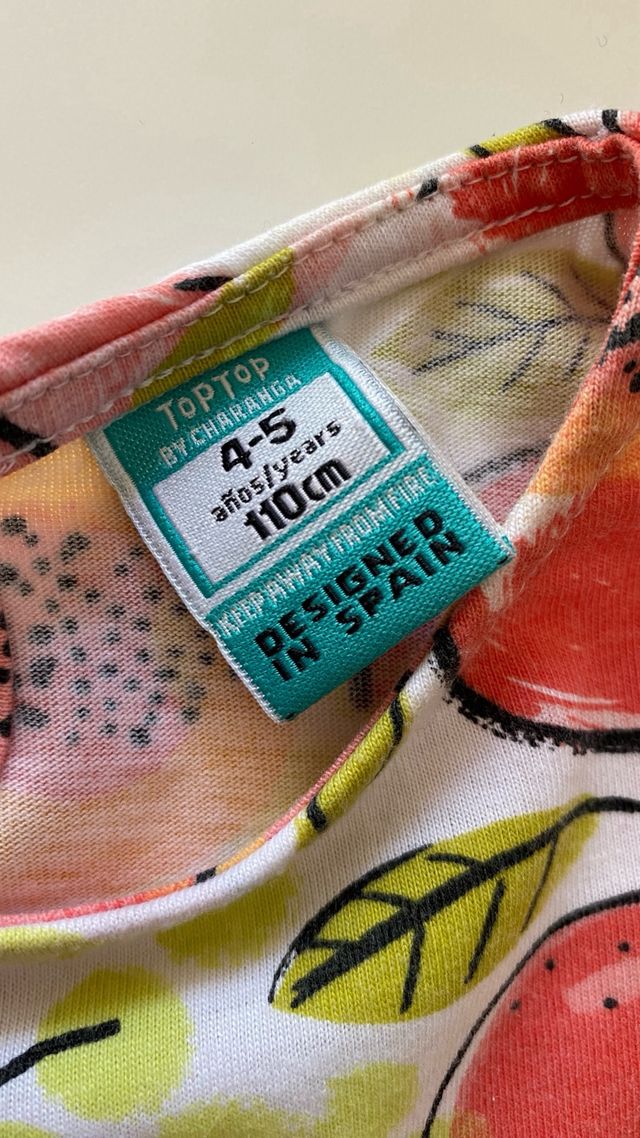 TOPTOP
BY CHARANGA
4-5
años/years
110cm
KEEP AWAY FROM FIRE
DESIGNED
IN SPAIN